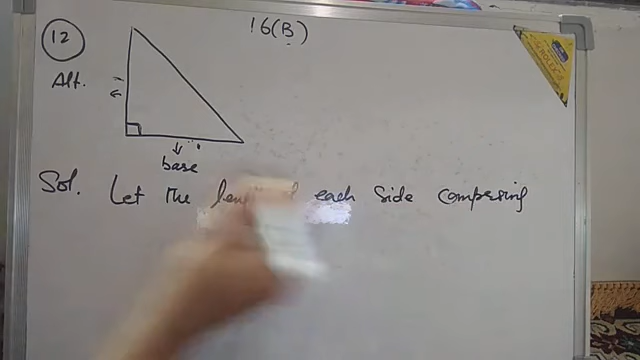 12
16(B)
Alt.
base
Sol. Let the each side comprising